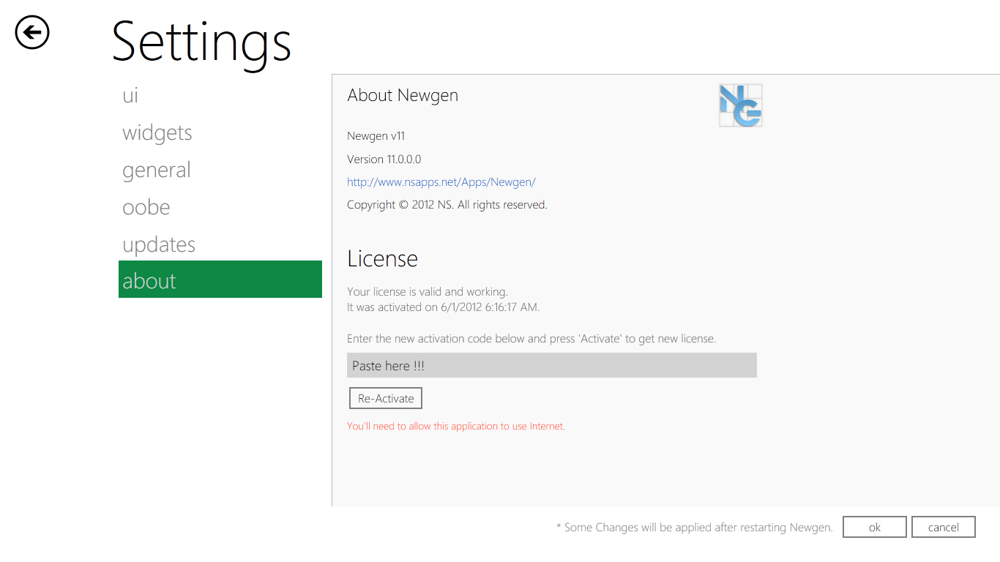 Settings
ui
widgets
general
oobe
updates
about
About Newgen
NG
Newgen v11
Version 11.0.0.0
http://www.nsapps.net/Apps/Newgen/
Copyright © 2012 NS. All rights reserved.
License
Your license is valid and working.
It was activated on 6/1/2012 6:16:17 AM.
Enter the new activation code below and press 'Activate' to get new license.
Paste here !!!
Re-Activate
You'll need to allow this application to use Internet.
* Some Changes will be applied after restarting Newgen.
ok
cancel